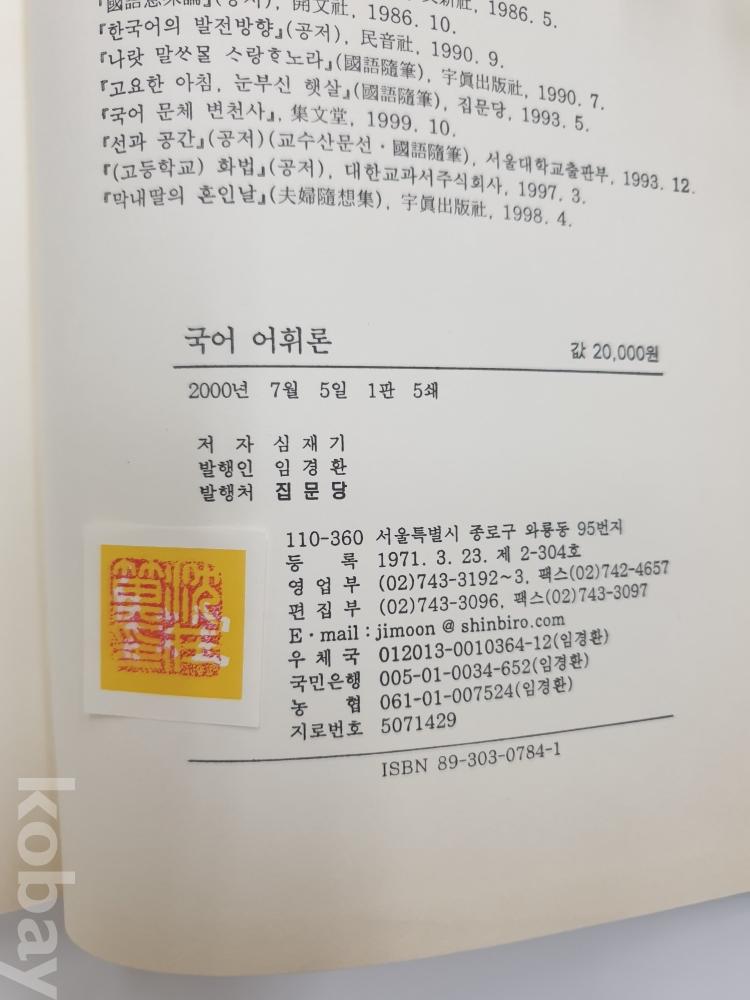 1986. 5.
開文社, 1986. 10.
『한국어의 발전방향』(공저), 民音社, 1990. 9.
『나랏 말ᄊᆞᆷ ᄉᆞ랑ᄒᆞ노라』(國語隨筆), 宇眞出版社, 1990. 7.
『고요한 아침, 눈부신 햇살』(國語隨筆), 집문당, 1993. 5.
『국어 문체 변천사』, 集文堂, 1999. 10.
『선과 공간』(공저)(교수산문선·國語隨筆), 서울대학교출판부, 1993. 12.
『(고등학교) 화법』(공저), 대한교과서주식회사, 1997. 3.
『막내딸의 혼인날』(夫婦隨想集), 宇眞出版社, 1998. 4.
국어 어휘론 값 20,000원
2000년 7월 5일 1판 5쇄
저 자 심 재 기
발행인 임 경 환
발행처 집 문 당
110-360 서울특별시 종로구 와룡동 95번지
등 록 1971. 3. 23. 제 2-304호
영 업 부 (02)743-3192~3, 팩스(02)742-4657
편 집 부 (02)743-3096, 팩스(02)743-3097
E·mail : jimoon @ shinbiro.com
우 체 국 012013-0010364-12(임경환)
국민은행 005-01-0034-652(임경환)
농 협 061-01-007524(임경환)
지로번호 5071429
ISBN 89-303-0784-1
kobay